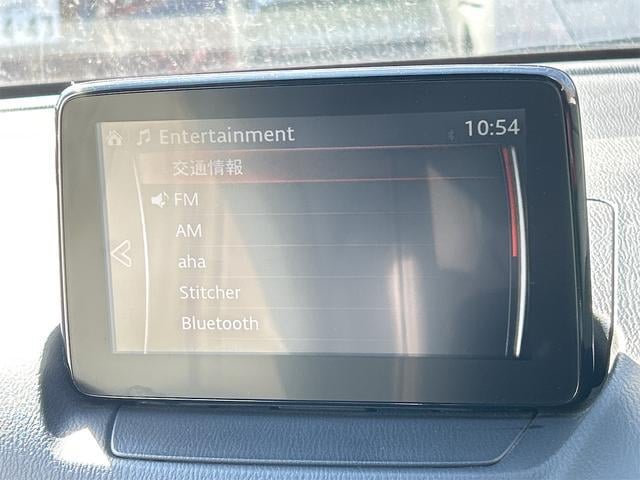 Entertainment
10:54
交通情報
FM
AM
aha
Stitcher
Bluetooth